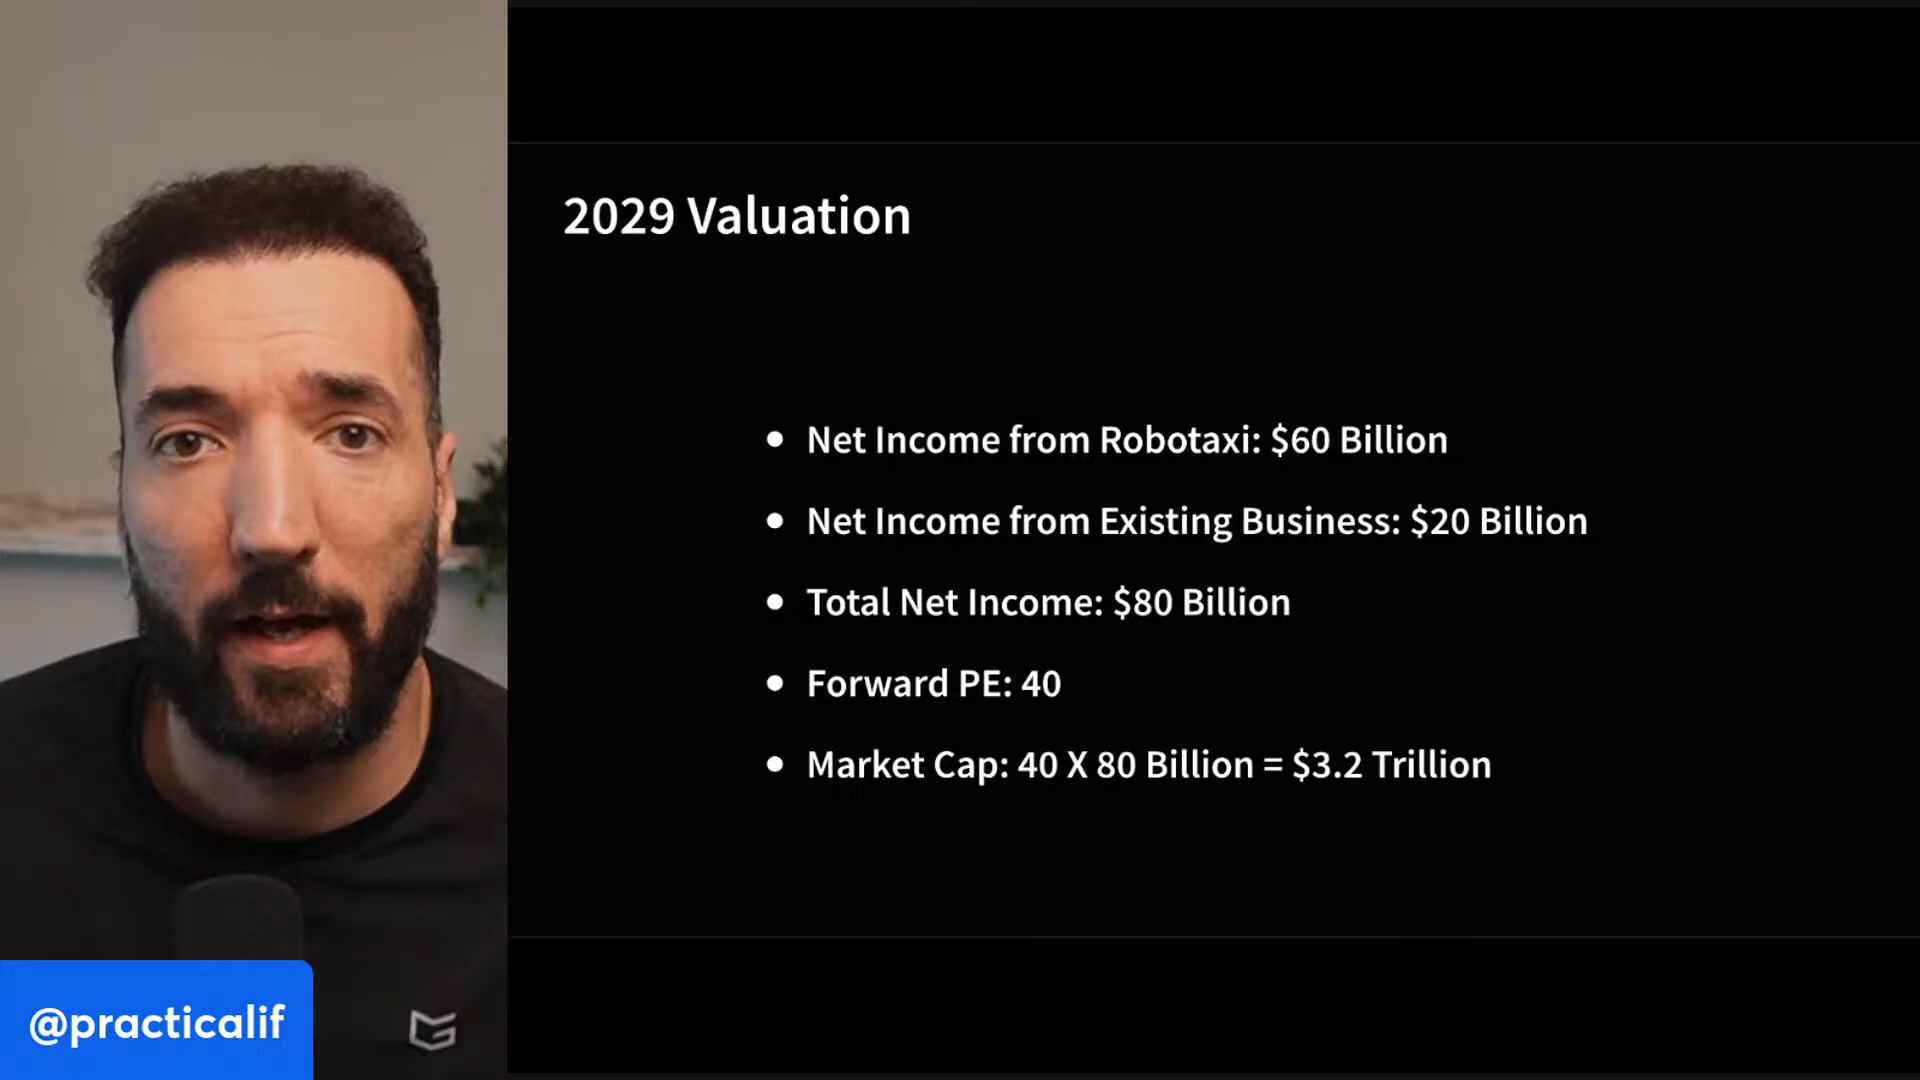 2029 Valuation
Net Income from Robotaxi: $60 Billion
Net Income from Existing Business: $20 Billion
Total Net Income: $80 Billion
Forward PE: 40
Market Cap: 40 X 80 Billion = $3.2 Trillion
@practicalif